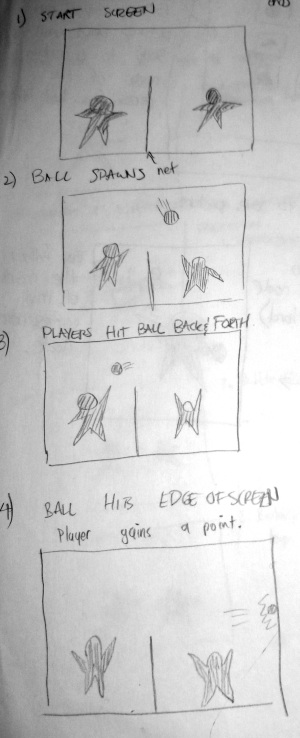 1) START SCREEN
2) BALL SPAWNS net
3) PLAYERS HIT BALL BACK & FORTH.
4) BALL HITS EDGE OF SCREEN
Player gains a point.